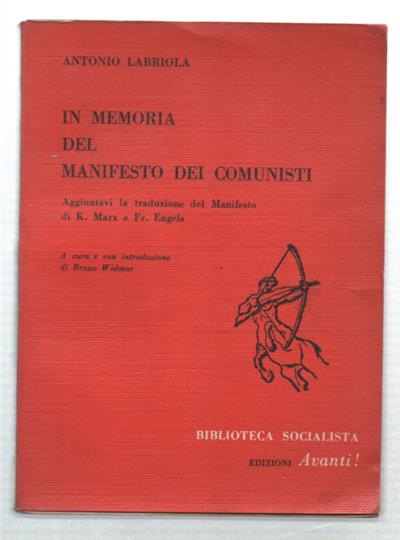 ANTONIO LABRIOLA
IN MEMORIA
DEL
MANIFESTO DEI COMUNISTI
Aggiuntavi la traduzione del Manifesto
di K. Marx e Fr. Engels
A cura e con introduzione
di Bruno Widmar
BIBLIOTECA SOCIALISTA
EDIZIONI Avanti!